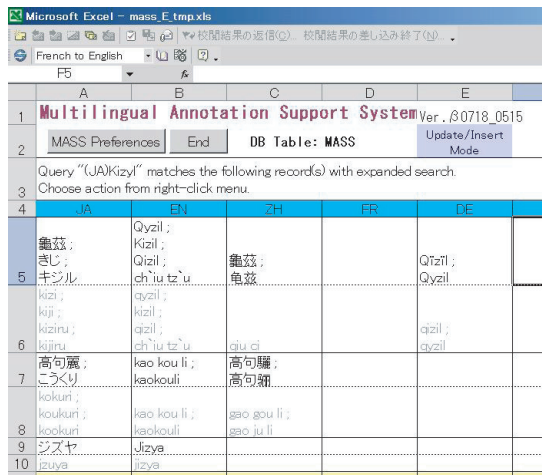 Microsoft Excel - mass_E_tmp.xls
校閲結果の返信(C)... 校閲結果の差し込み終了(N)...
French to English
F5 fx
A B C D E
1 Multilingual Annotation Support System Ver. β0718_0515
2 MASS Preferences End DB Table: MASS Update/Insert Mode
Query "(JA)Kizyl" matches the following record(s) with expanded search.
3 Choose action from right-click menu.
4 JA EN ZH FR DE
Qyzil ;
龜茲 ; Kizil ;
きじ ; Qizil ; 龜茲 ; Qïzïl ;
5 キジル ch`iu tz`u 龟兹 Qyzil
kizi ; qyzil ;
kiji ; kizil ;
kiziru ; qizil ; qizil ;
6 kijiru ch`iu tz`u qiu ci qyzil
高句麗 ; kao kou li ; 高句驪 ;
7 こうくり kaokouli 高句骊
kokuri ;
koukuri ; kao kou li ; gao gou li ;
8 kookuri kaokouli gao ju li
9 ジズヤ Jizya
10 jizuya jizya